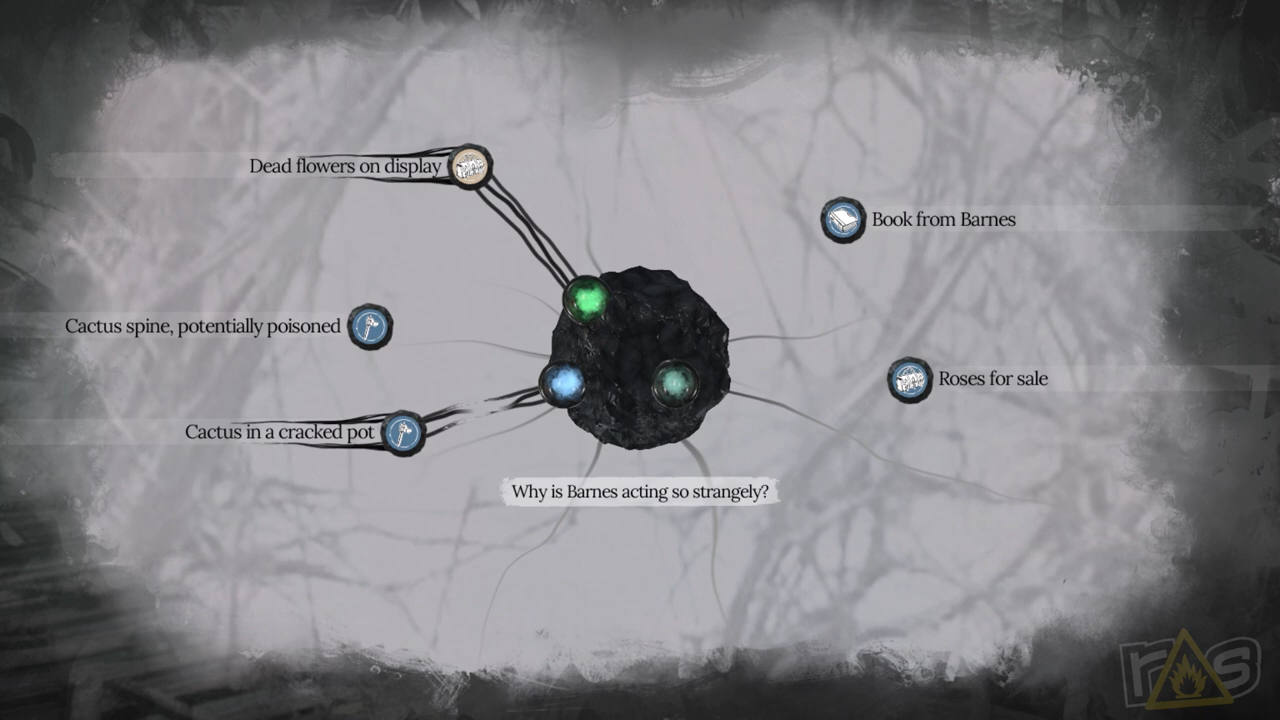 Dead flowers on display
Book from Barnes
Cactus spine, potentially poisoned
Roses for sale
Cactus in a cracked pot
Why is Barnes acting so strangely?
ras